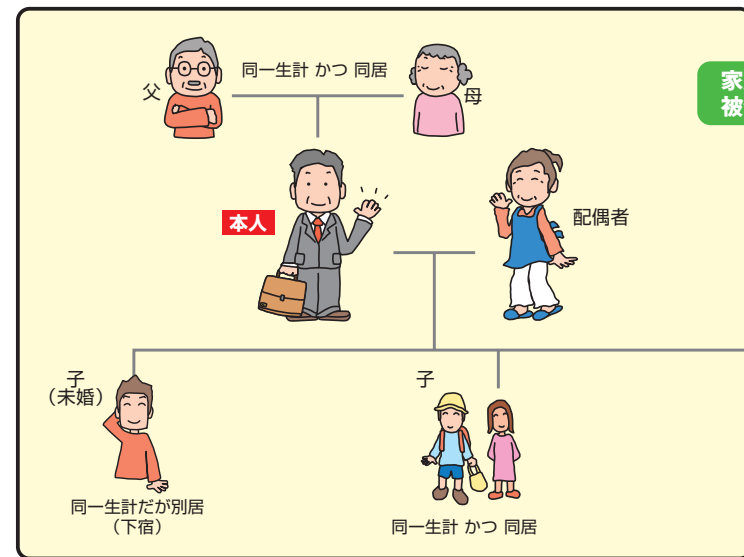 父
同一生計 かつ 同居
母
家
被
本人
配偶者
子
（未婚）
同一生計だが別居
（下宿）
子
同一生計 かつ 同居